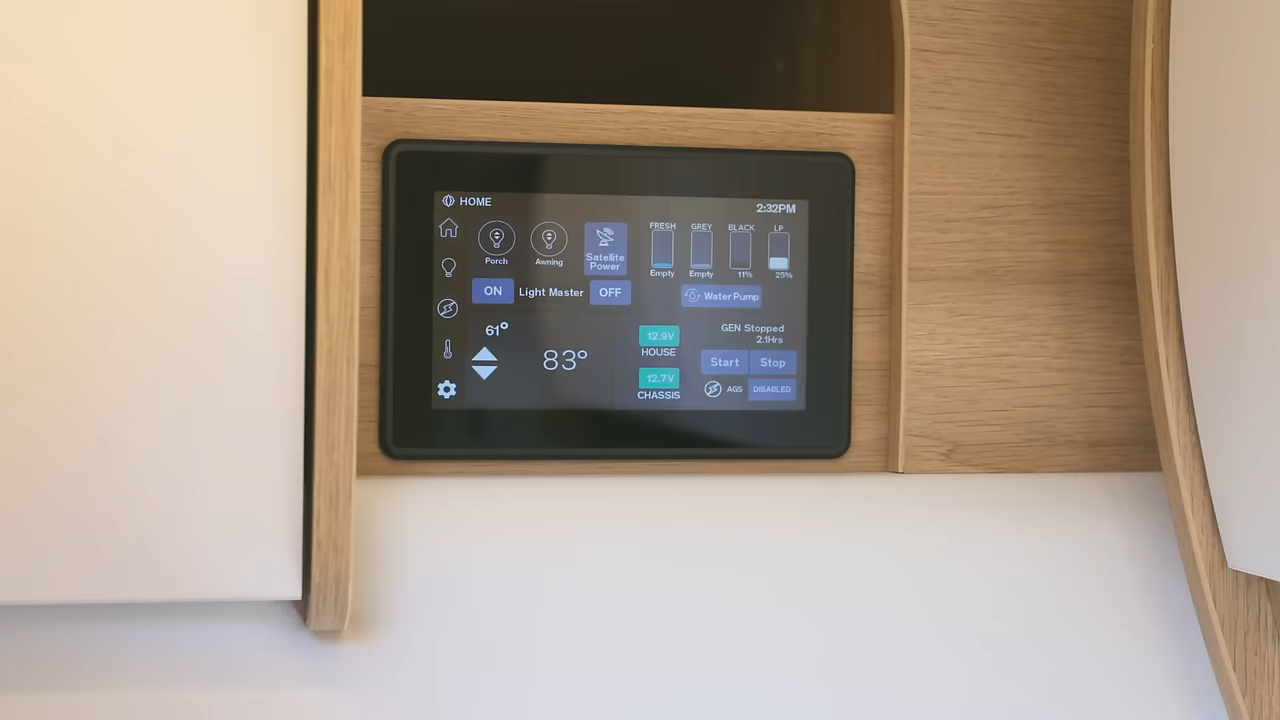 HOME
2:32PM
Porch
Awning
Satellite
Power
FRESH
GREY
BLACK
LP
Empty
Empty
11%
25%
ON
Light Master
OFF
Water Pump
61°
83°
12.9V
HOUSE
12.7V
CHASSIS
GEN Stopped
2.1Hrs
Start
Stop
AGS
DISABLED